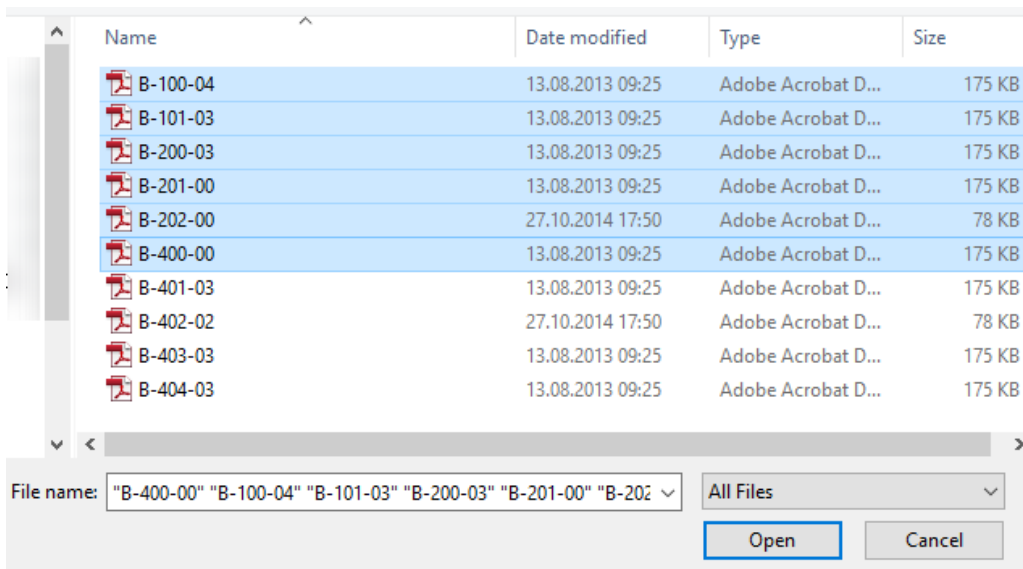 Name Date modified Type Size
B-100-04 13.08.2013 09:25 Adobe Acrobat D... 175 KB
B-101-03 13.08.2013 09:25 Adobe Acrobat D... 175 KB
B-200-03 13.08.2013 09:25 Adobe Acrobat D... 175 KB
B-201-00 13.08.2013 09:25 Adobe Acrobat D... 175 KB
B-202-00 27.10.2014 17:50 Adobe Acrobat D... 78 KB
B-400-00 13.08.2013 09:25 Adobe Acrobat D... 175 KB
B-401-03 13.08.2013 09:25 Adobe Acrobat D... 175 KB
B-402-02 27.10.2014 17:50 Adobe Acrobat D... 78 KB
B-403-03 13.08.2013 09:25 Adobe Acrobat D... 175 KB
B-404-03 13.08.2013 09:25 Adobe Acrobat D... 175 KB
File name: "B-400-00" "B-100-04" "B-101-03" "B-200-03" "B-201-00" "B-202 All Files
Open Cancel